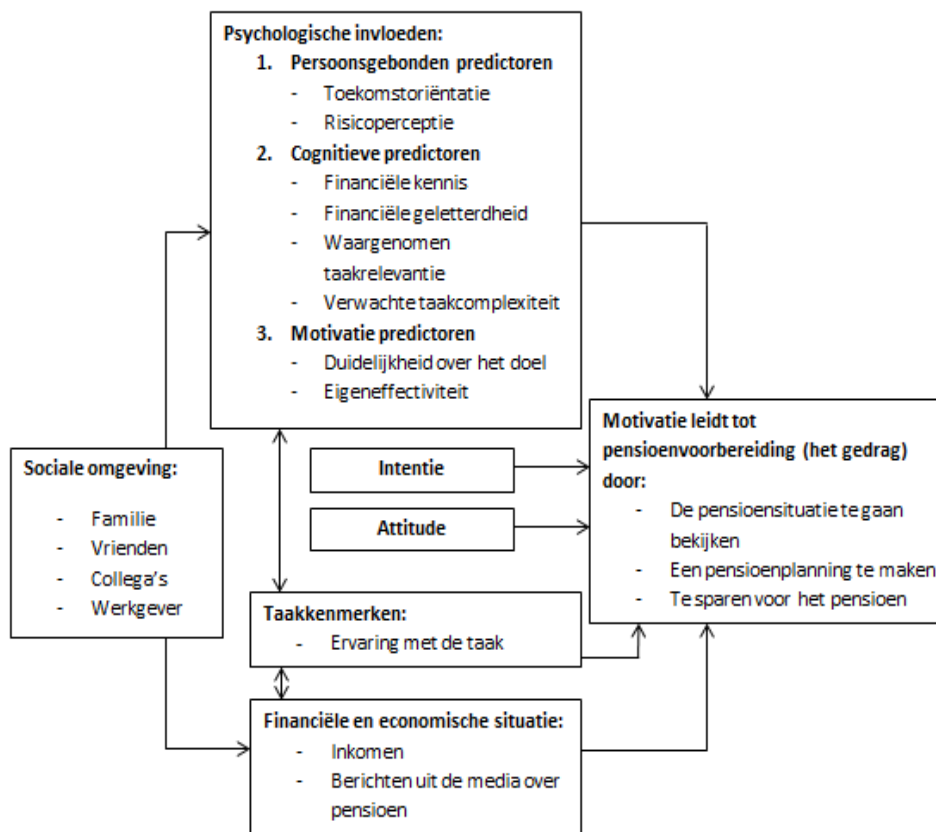 Psychologische invloeden:
1. Persoonsgebonden predictoren
- Toekomstoriëntatie
- Risicoperceptie
2. Cognitieve predictoren
- Financiële kennis
- Financiële geletterdheid
- Waargenomen
taakrelevantie
- Verwachte taakcomplexiteit
3. Motivatie predictoren
- Duidelijkheid over het doel
- Eigeneffectiviteit
Sociale omgeving:
- Familie
- Vrienden
- Collega's
- Werkgever
Intentie
Attitude
Taakkenmerken:
- Ervaring met de taak
Financiële en economische situatie:
- Inkomen
- Berichten uit de media over
pensioen
Motivatie leidt tot
pensioenvoorbereiding (het gedrag)
door:
- De pensioensituatie te gaan
bekijken
- Een pensioenplanning te maken
- Te sparen voor het pensioen